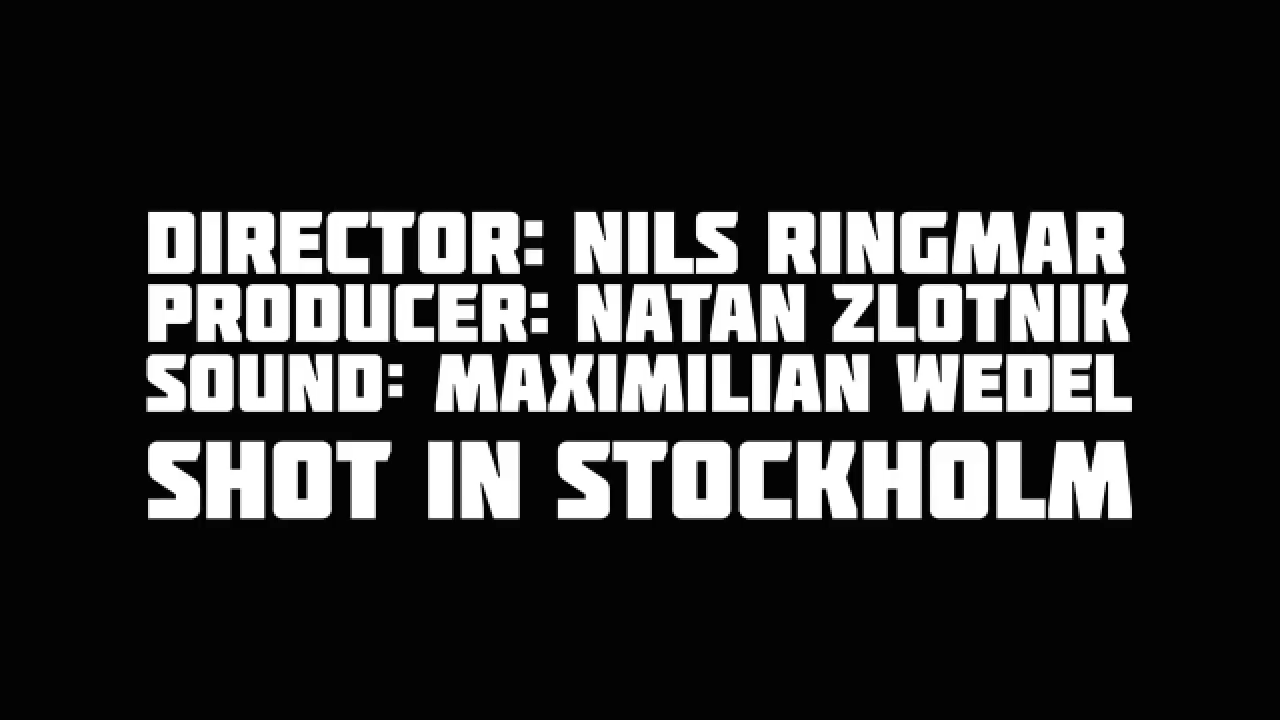 DIRECTOR: NILS RINGMAR
PRODUCER: NATAN ZLOTNIK
SOUND: MAXIMILIAN WEDEL
SHOT IN STOCKHOLM